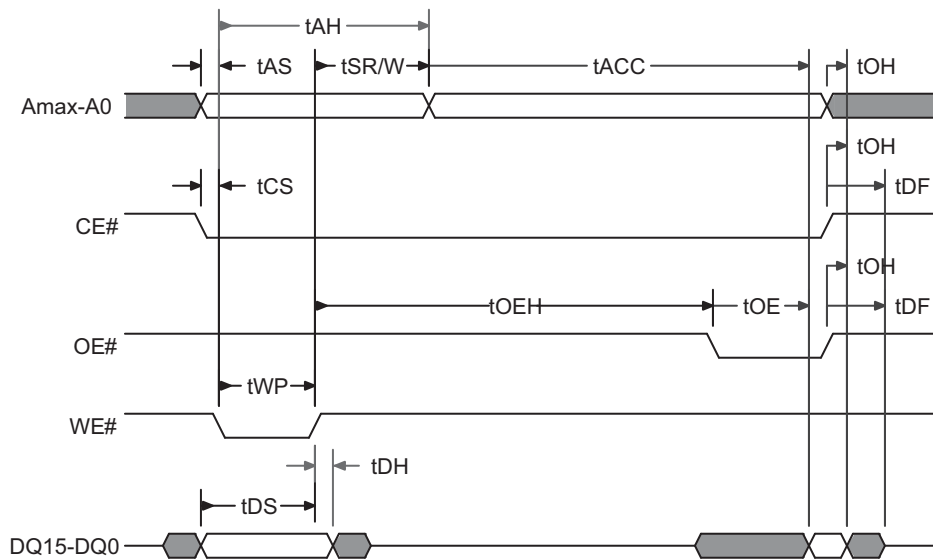 tAH
tAS tSR/W tACC tOH
Amax-A0
tOH
tCS tDF
CE#
tOH
tOEH tOE tDF
OE#
tWP
WE#
tDH
tDS
DQ15-DQ0